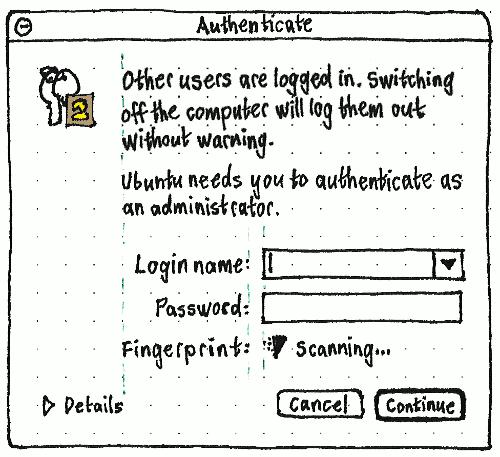 Authenticate
Other users are logged in. Switching
off the computer will log them out
without warning.
Ubuntu needs you to authenticate as
an administrator.
Login name:
Password:
Fingerprint: Scanning...
Details
Cancel Continue